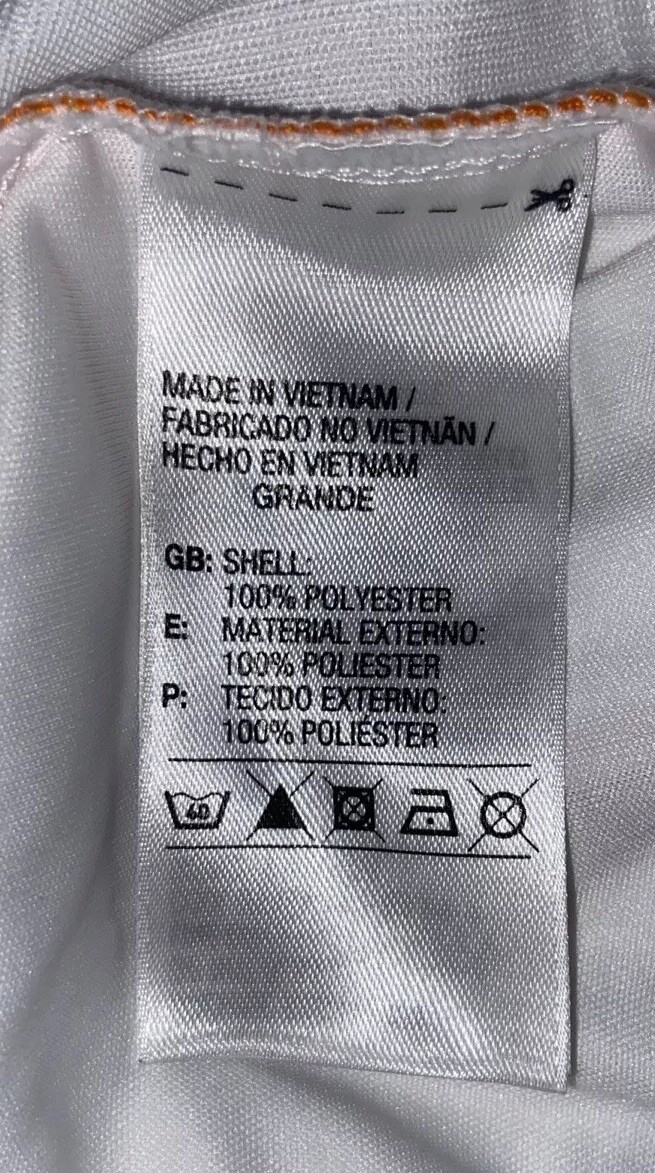 MADE IN VIETNAM /
FABRICADO NO VIETNÃN /
HECHO EN VIETNAM
GRANDE
GB: SHELL:
100% POLYESTER
E: MATERIAL EXTERNO:
100% POLIESTER
P: TECIDO EXTERNO:
100% POLIESTER
40